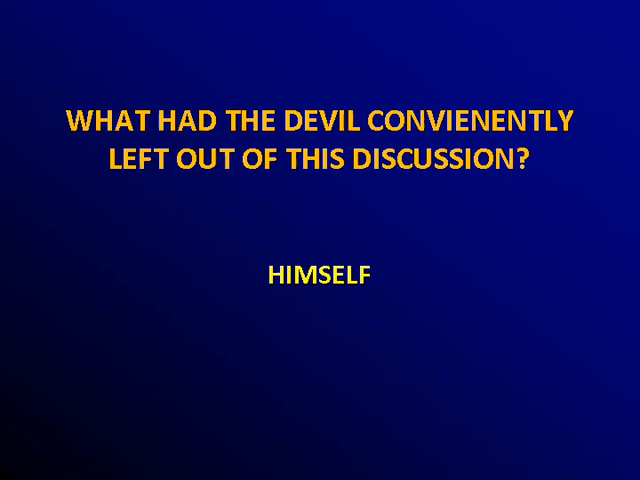 WHAT HAD THE DEVIL CONVIENENTLY
LEFT OUT OF THIS DISCUSSION?
HIMSELF